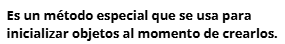 Es un método especial que se usa para
inicializar objetos al momento de crearlos.